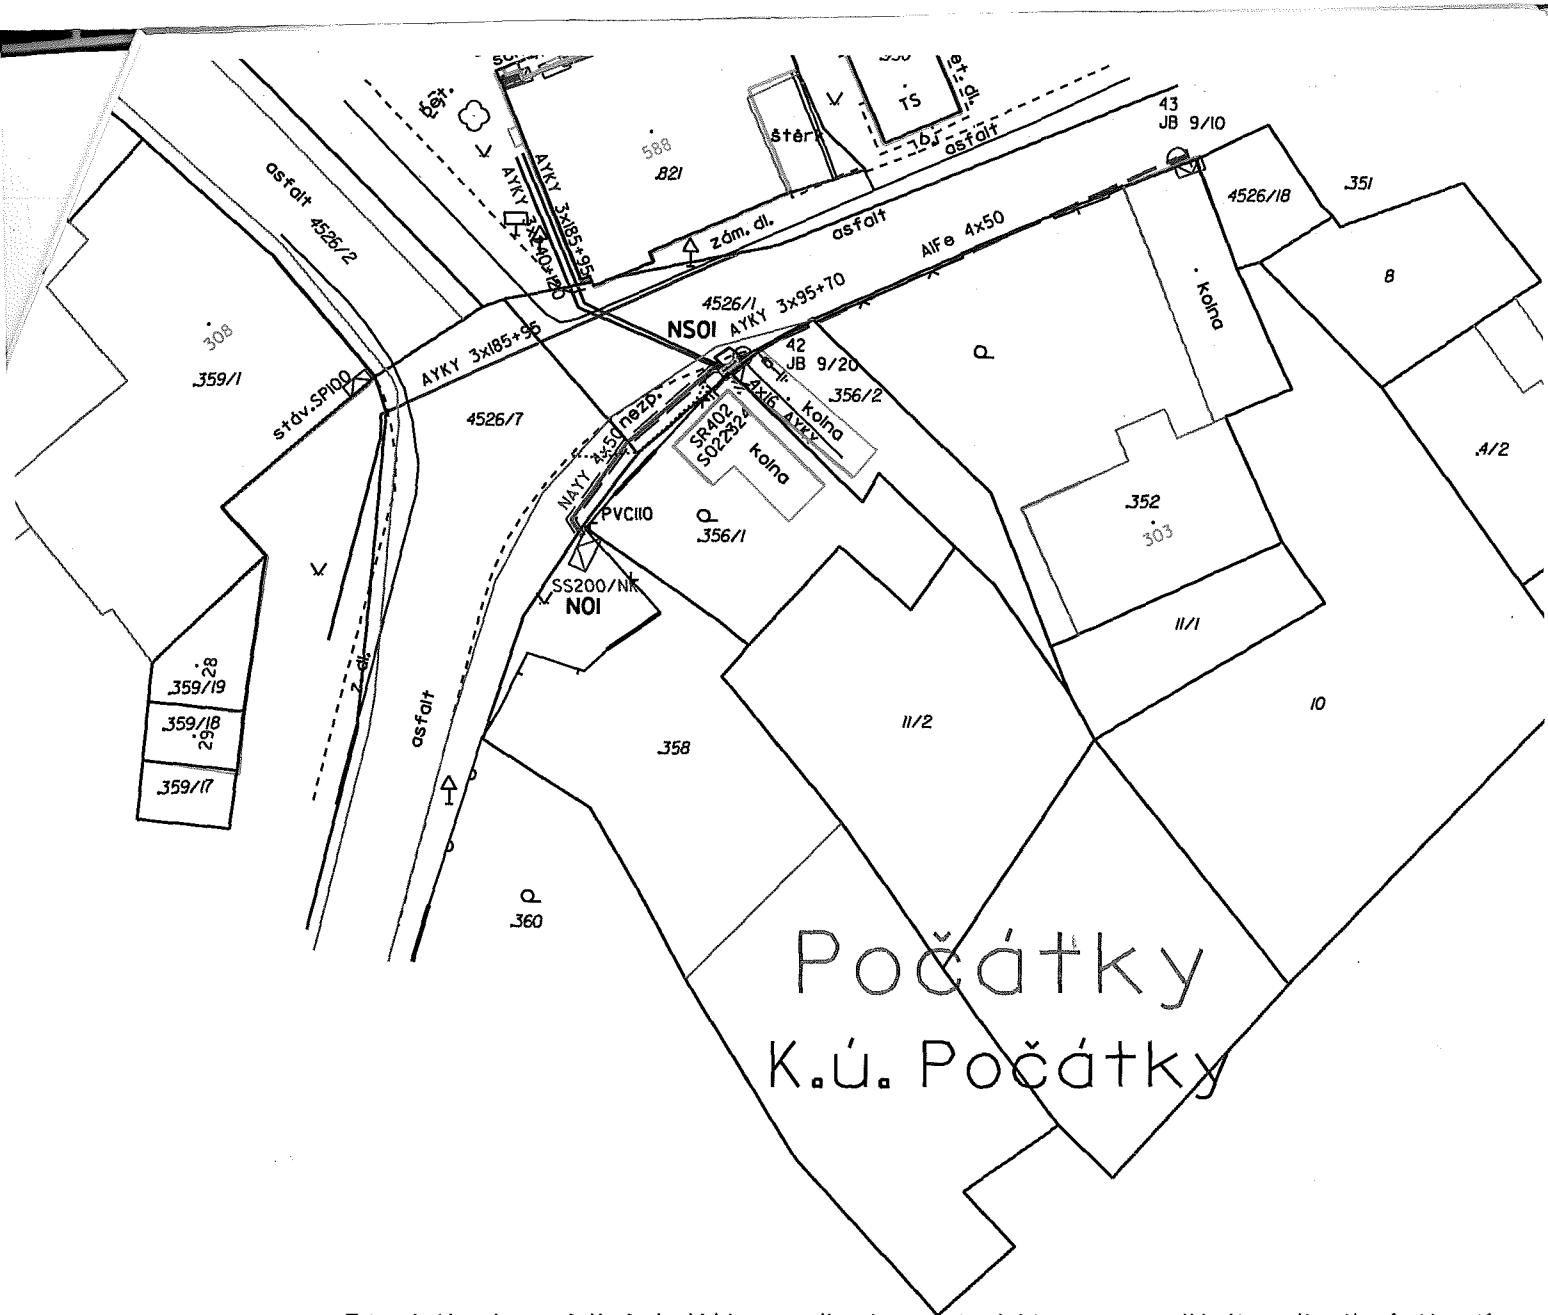 43
JB 9/10
TS
štěrk
asfalt
588
.821
asfalt
4526/2
AYKY 3x185+95
AYKY 3x240+120
zám. dl.
asfalt
AlFe 4x50
4526/18
.351
8
kolna
4526/1
NS01
AYKY 3x95+70
308
.359/1
AYKY 3x185+95
stáv.SP100
4526/7
42
JB 9/20
.356/2
4x16 AYKY
kolna
SR402
kolna
NAYY 4x50
nezp.
P
.4/2
.352
303
PVC110
P
.356/1
SS200/NK
N01
11/1
28
.359/19
.359/18
29
.359/17
z. dl.
asfalt
.358
11/2
10
P
.360
Počátky
K.ú. Počátky